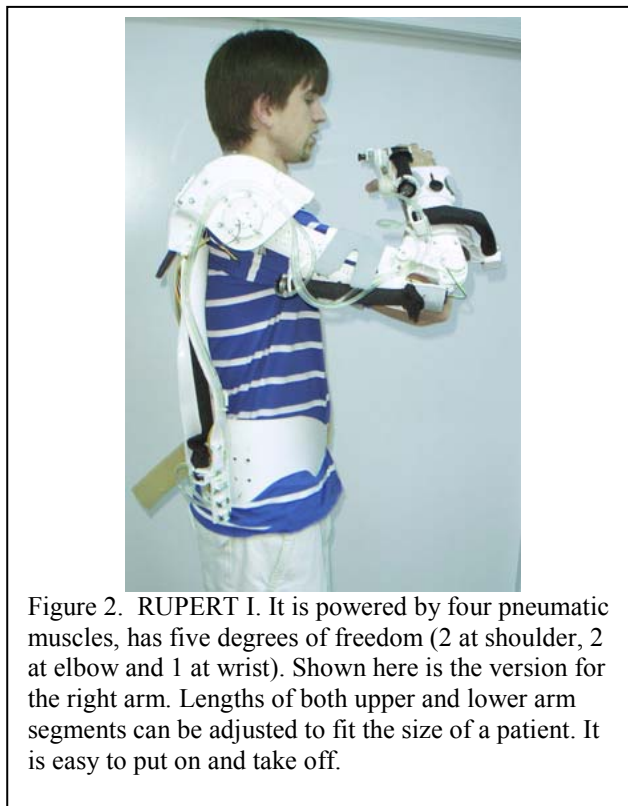 Figure 2.  RUPERT I. It is powered by four pneumatic
muscles, has five degrees of freedom (2 at shoulder, 2
at elbow and 1 at wrist). Shown here is the version for
the right arm. Lengths of both upper and lower arm
segments can be adjusted to fit the size of a patient. It
is easy to put on and take off.